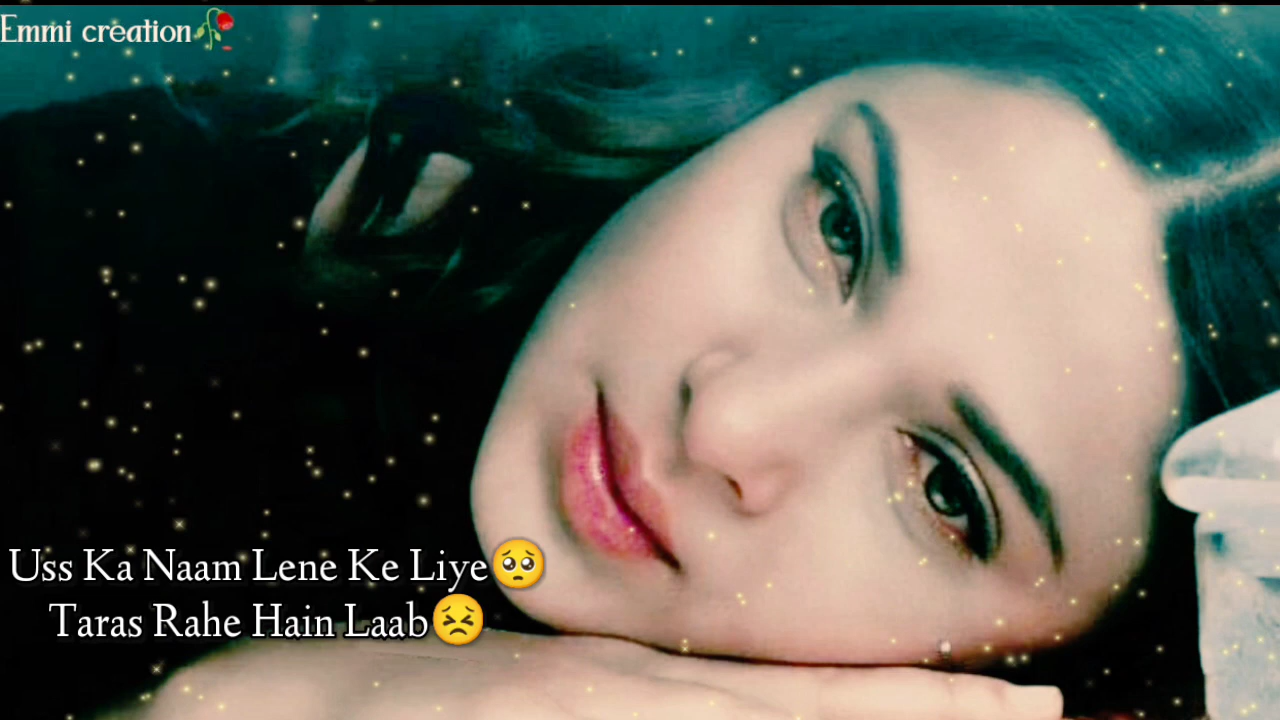 Emmi creation🥀
Uss Ka Naam Lene Ke Liye🥺
Taras Rahe Hain Laab😣